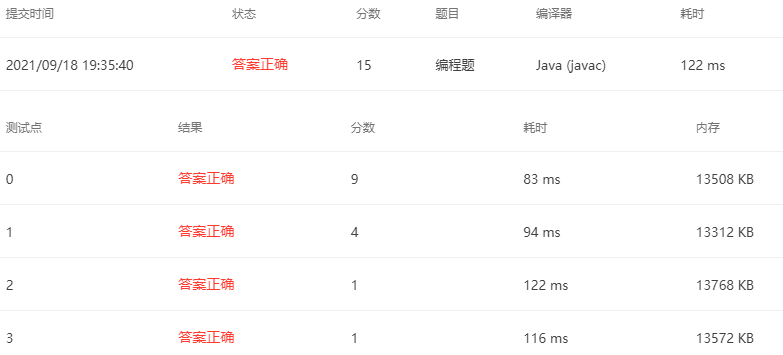 提交时间 状态 分数 题目 编译器 耗时
2021/09/18 19:35:40 答案正确 15 编程题 Java (javac) 122 ms
测试点 结果 分数 耗时 内存
0 答案正确 9 83 ms 13508 KB
1 答案正确 4 94 ms 13312 KB
2 答案正确 1 122 ms 13768 KB
3 答案正确 1 116 ms 13572 KB